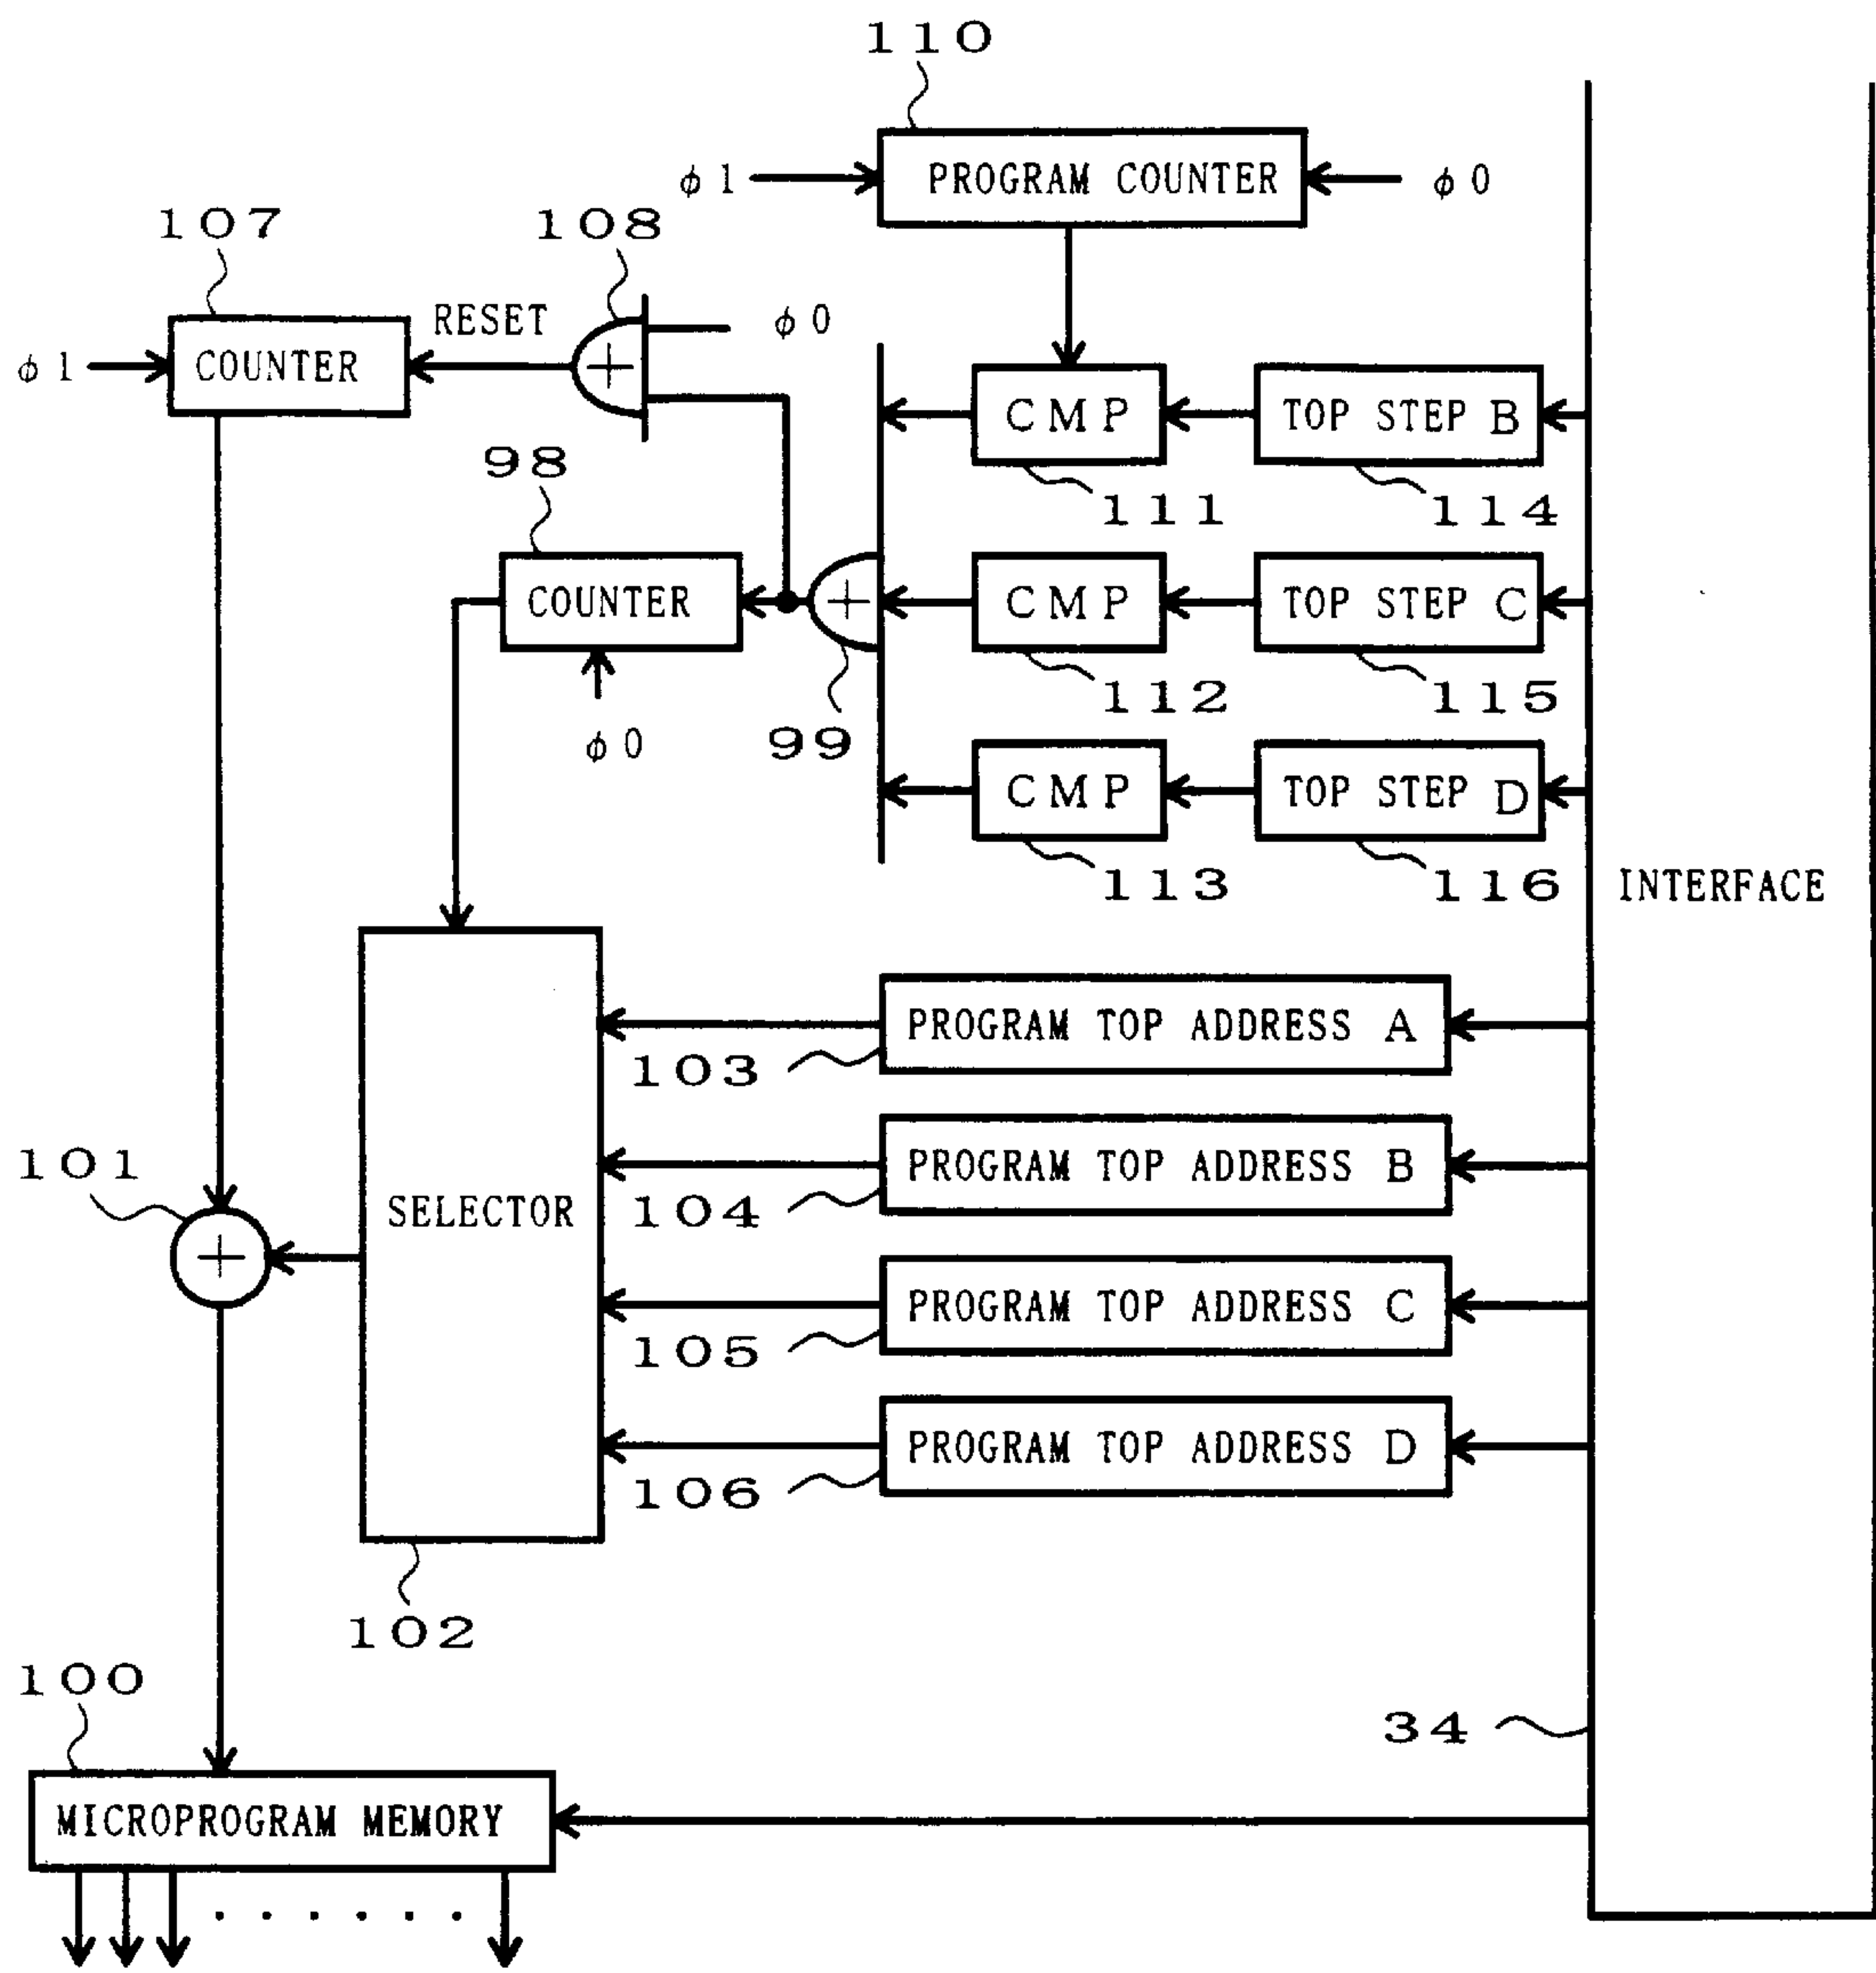 110
φ1
PROGRAM COUNTER
φ0
107
108
RESET
φ0
φ1
COUNTER
CMP
TOP STEP B
98
111
114
COUNTER
CMP
TOP STEP C
112
115
φ0
99
CMP
TOP STEP D
113
116
INTERFACE
PROGRAM TOP ADDRESS A
103
PROGRAM TOP ADDRESS B
101
SELECTOR
104
PROGRAM TOP ADDRESS C
105
PROGRAM TOP ADDRESS D
106
102
100
34
MICROPROGRAM MEMORY